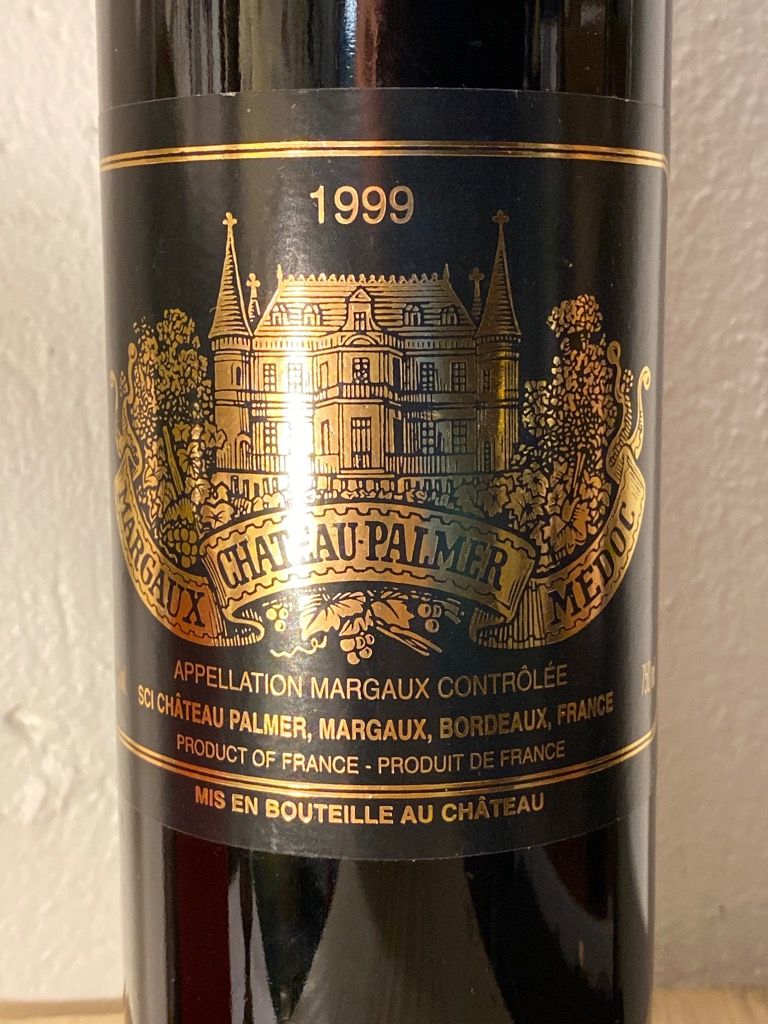 1999
MARGAUX
CHATEAU·PALMER
MEDOC
APPELLATION MARGAUX CONTRÔLÉE
SCI CHÂTEAU PALMER, MARGAUX, BORDEAUX, FRANCE
PRODUCT OF FRANCE - PRODUIT DE FRANCE
MIS EN BOUTEILLE AU CHÂTEAU